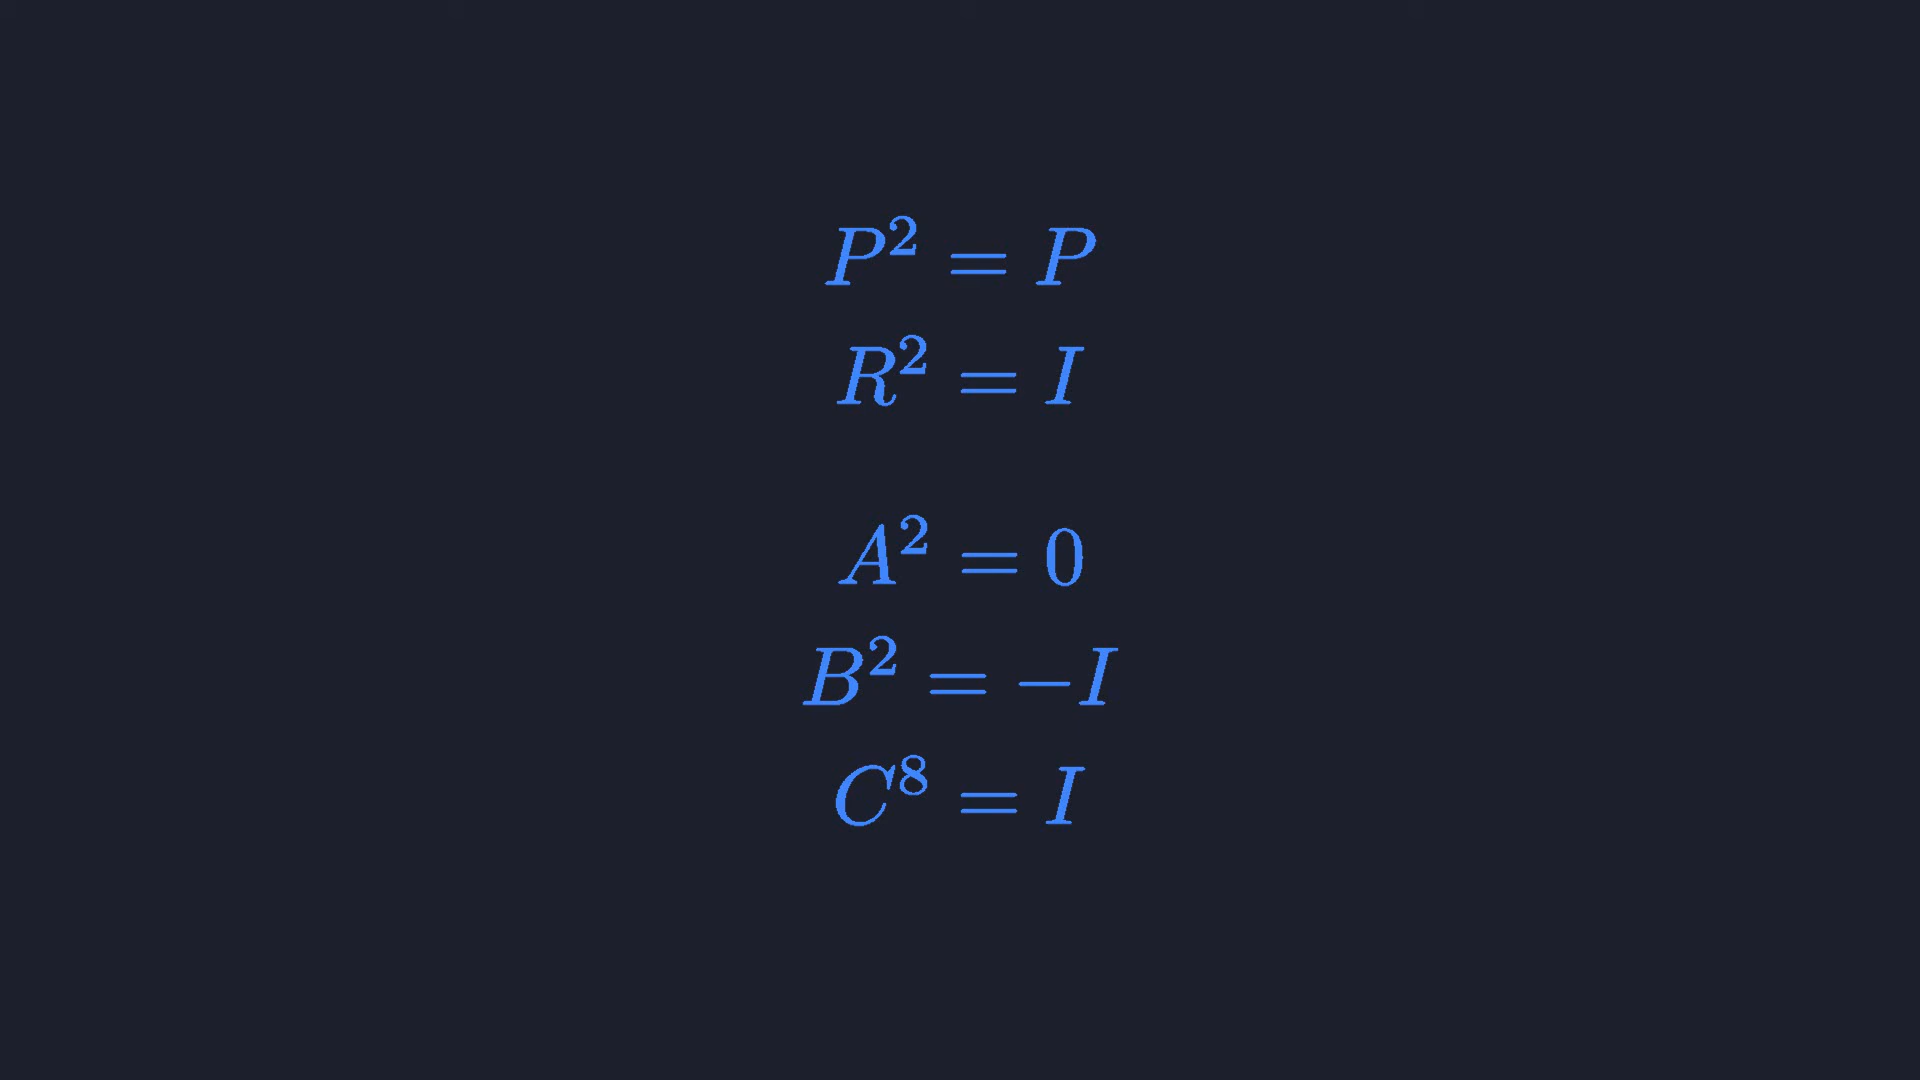 P² = P
R² = I
A² = 0
B² = −I
C⁸ = I